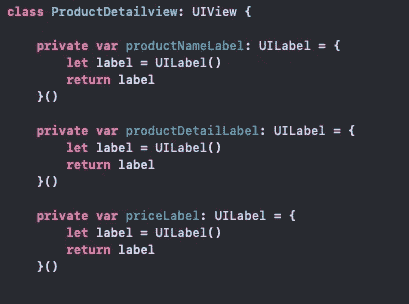 class ProductDetailview: UIView {
private var productNameLabel: UILabel = {
let label = UILabel()
return label
}()
private var productDetailLabel: UILabel = {
let label = UILabel()
return label
}()
private var priceLabel: UILabel = {
let label = UILabel()
return label
}()